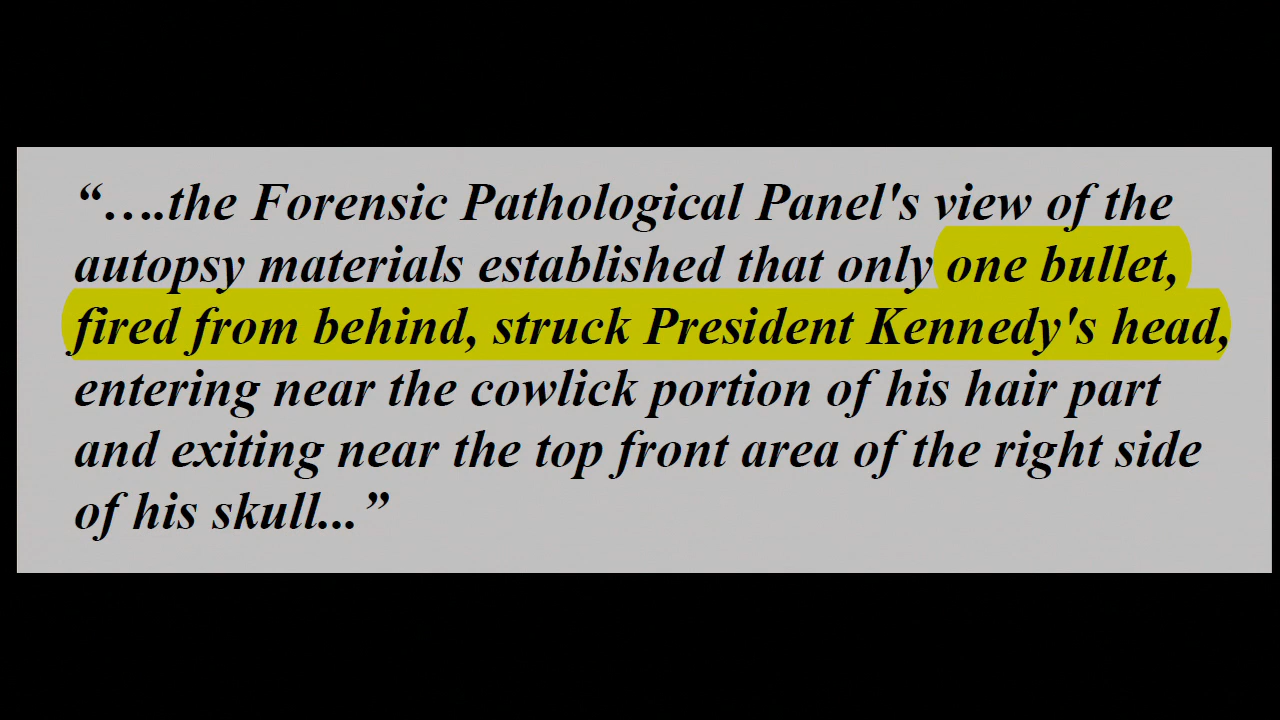 “….the Forensic Pathological Panel's view of the
autopsy materials established that only one bullet,
fired from behind, struck President Kennedy's head,
entering near the cowlick portion of his hair part
and exiting near the top front area of the right side
of his skull...”